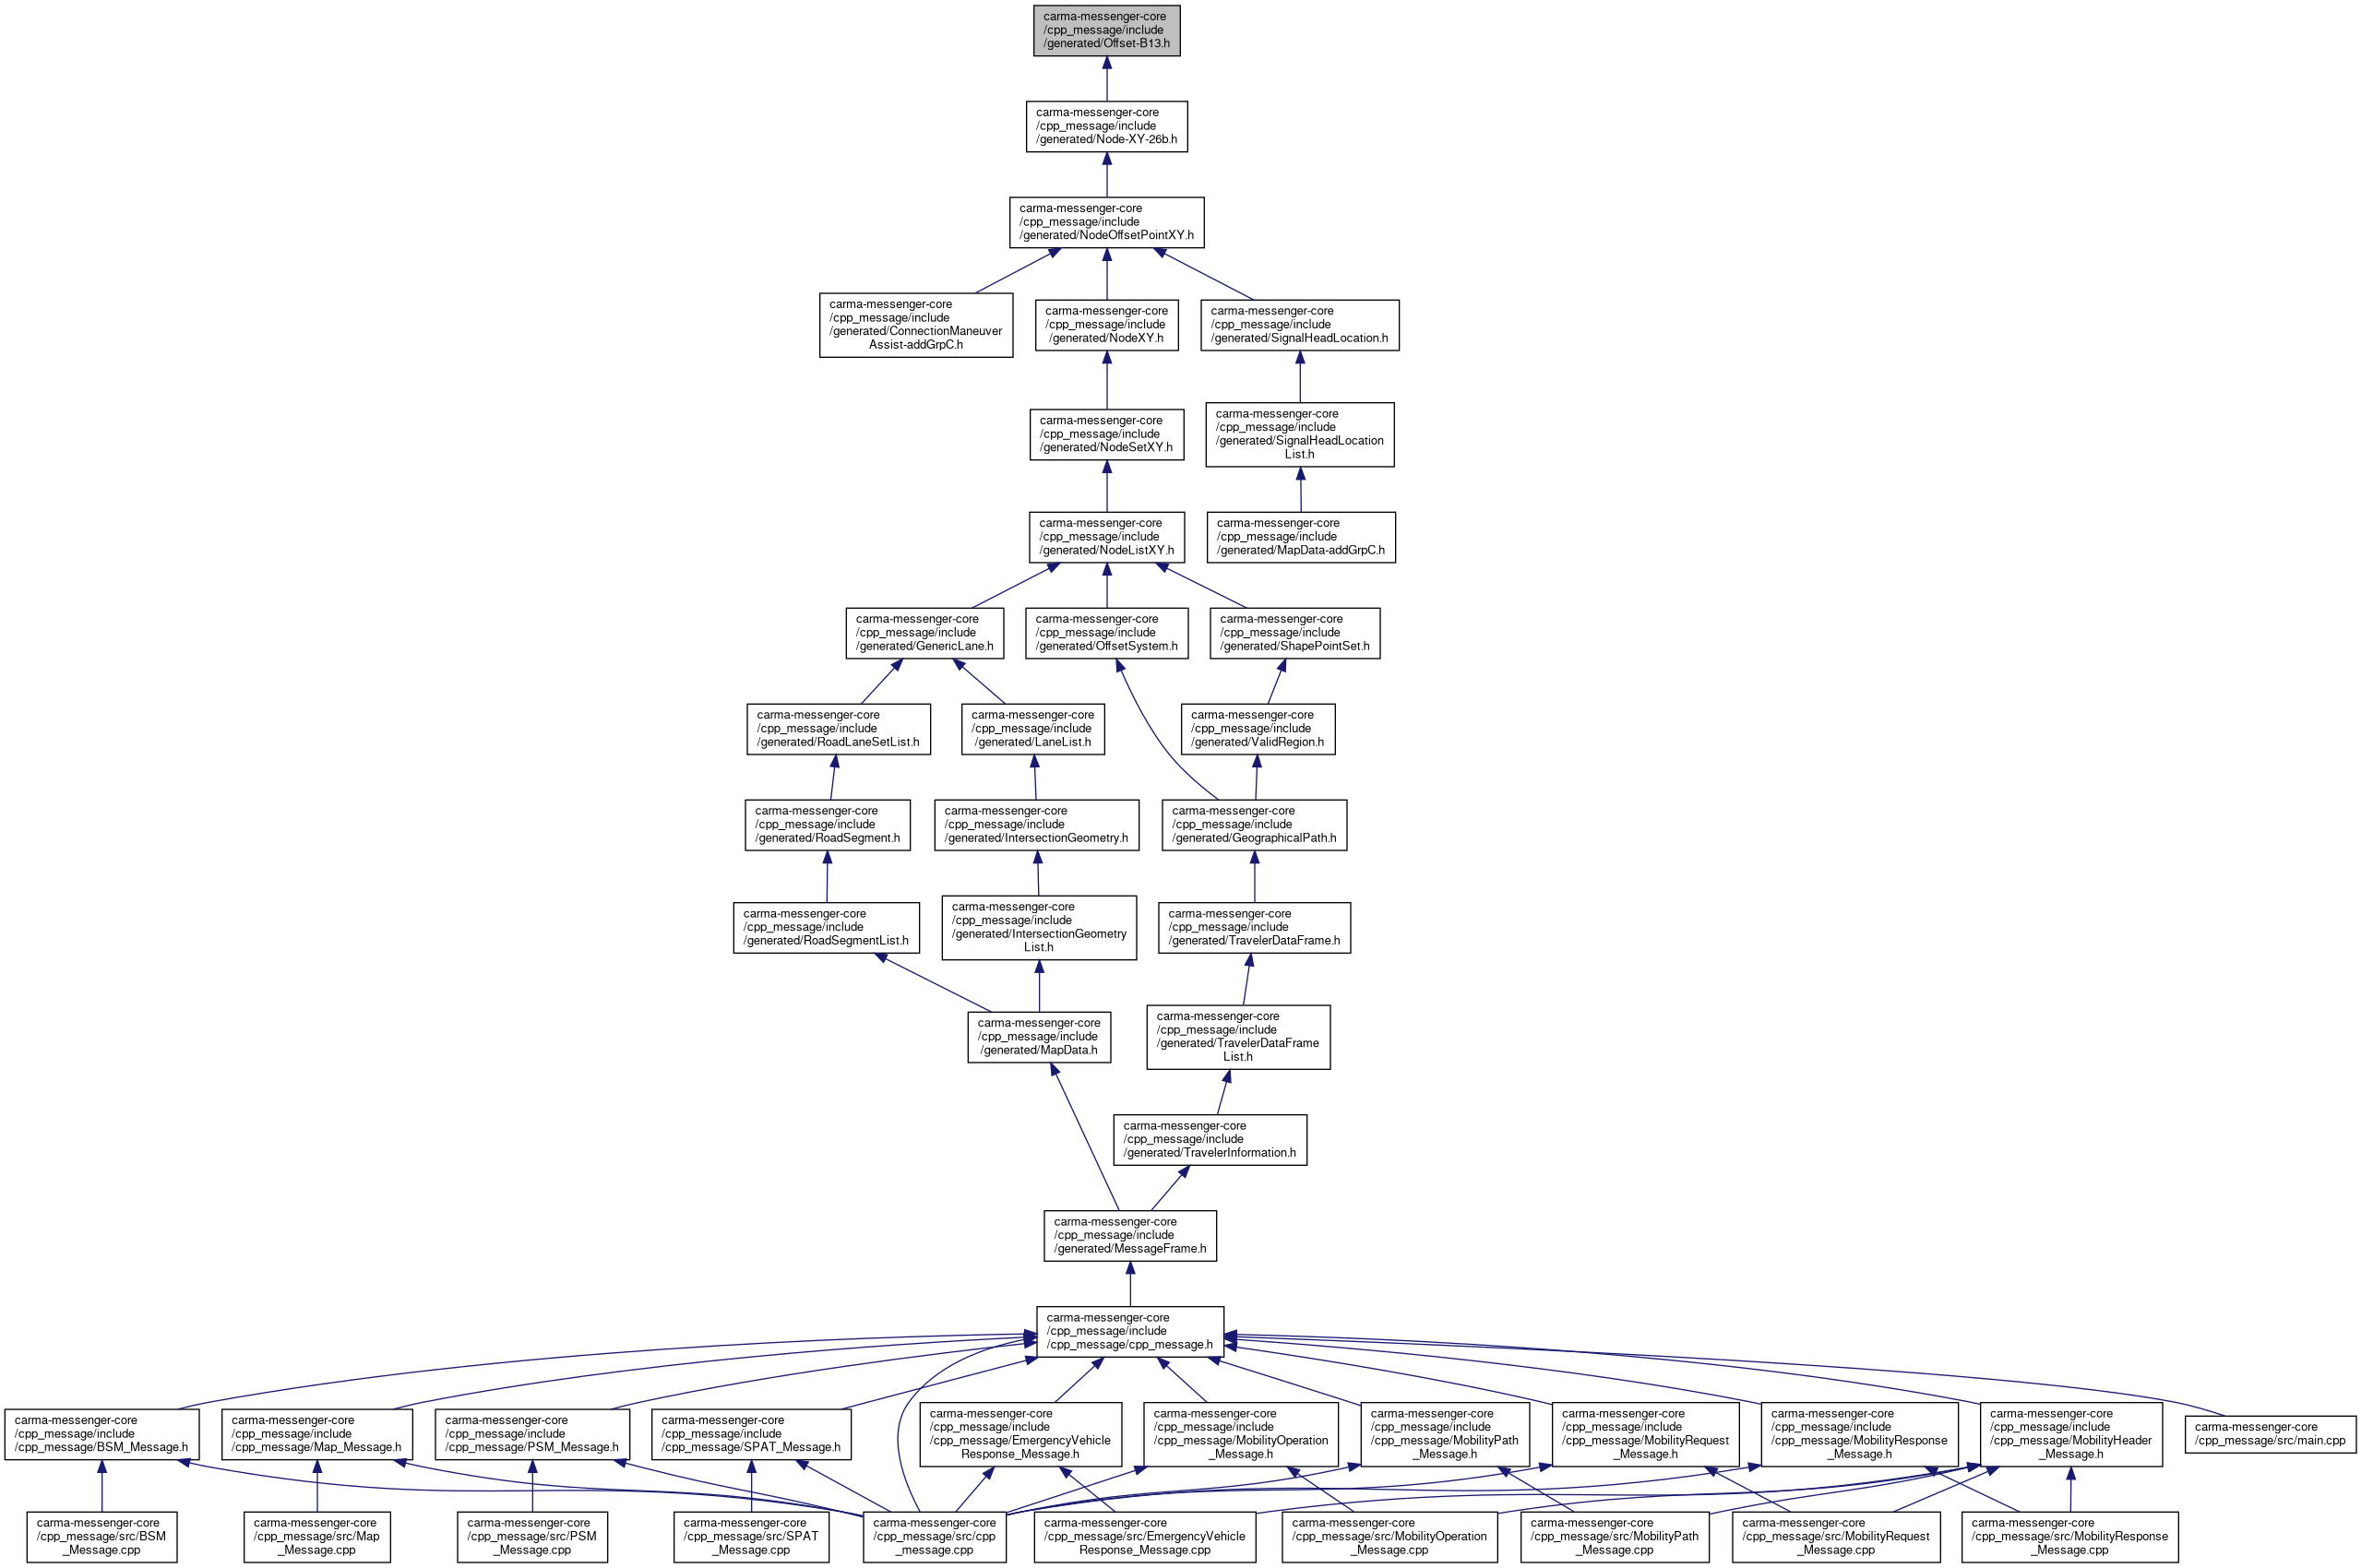 carma-messenger-core
/cpp_message/include
/generated/Offset-B13.h
carma-messenger-core
/cpp_message/include
/generated/Node-XY-26b.h
carma-messenger-core
/cpp_message/include
/generated/NodeOffsetPointXY.h
carma-messenger-core
/cpp_message/include
/generated/ConnectionManeuver
Assist-addGrpC.h
carma-messenger-core
/cpp_message/include
/generated/NodeXY.h
carma-messenger-core
/cpp_message/include
/generated/SignalHeadLocation.h
carma-messenger-core
/cpp_message/include
/generated/NodeSetXY.h
carma-messenger-core
/cpp_message/include
/generated/SignalHeadLocation
List.h
carma-messenger-core
/cpp_message/include
/generated/NodeListXY.h
carma-messenger-core
/cpp_message/include
/generated/MapData-addGrpC.h
carma-messenger-core
/cpp_message/include
/generated/GenericLane.h
carma-messenger-core
/cpp_message/include
/generated/OffsetSystem.h
carma-messenger-core
/cpp_message/include
/generated/ShapePointSet.h
carma-messenger-core
/cpp_message/include
/generated/RoadLaneSetList.h
carma-messenger-core
/cpp_message/include
/generated/LaneList.h
carma-messenger-core
/cpp_message/include
/generated/ValidRegion.h
carma-messenger-core
/cpp_message/include
/generated/RoadSegment.h
carma-messenger-core
/cpp_message/include
/generated/IntersectionGeometry.h
carma-messenger-core
/cpp_message/include
/generated/GeographicalPath.h
carma-messenger-core
/cpp_message/include
/generated/RoadSegmentList.h
carma-messenger-core
/cpp_message/include
/generated/IntersectionGeometry
List.h
carma-messenger-core
/cpp_message/include
/generated/TravelerDataFrame.h
carma-messenger-core
/cpp_message/include
/generated/MapData.h
carma-messenger-core
/cpp_message/include
/generated/TravelerDataFrame
List.h
carma-messenger-core
/cpp_message/include
/generated/TravelerInformation.h
carma-messenger-core
/cpp_message/include
/generated/MessageFrame.h
carma-messenger-core
/cpp_message/include
/cpp_message/cpp_message.h
carma-messenger-core
/cpp_message/include
/cpp_message/BSM_Message.h
carma-messenger-core
/cpp_message/include
/cpp_message/Map_Message.h
carma-messenger-core
/cpp_message/include
/cpp_message/PSM_Message.h
carma-messenger-core
/cpp_message/include
/cpp_message/SPAT_Message.h
carma-messenger-core
/cpp_message/include
/cpp_message/EmergencyVehicle
Response_Message.h
carma-messenger-core
/cpp_message/include
/cpp_message/MobilityOperation
_Message.h
carma-messenger-core
/cpp_message/include
/cpp_message/MobilityPath
_Message.h
carma-messenger-core
/cpp_message/include
/cpp_message/MobilityRequest
_Message.h
carma-messenger-core
/cpp_message/include
/cpp_message/MobilityResponse
_Message.h
carma-messenger-core
/cpp_message/include
/cpp_message/MobilityHeader
_Message.h
carma-messenger-core
/cpp_message/src/main.cpp
carma-messenger-core
/cpp_message/src/BSM
_Message.cpp
carma-messenger-core
/cpp_message/src/Map
_Message.cpp
carma-messenger-core
/cpp_message/src/PSM
_Message.cpp
carma-messenger-core
/cpp_message/src/SPAT
_Message.cpp
carma-messenger-core
/cpp_message/src/cpp
_message.cpp
carma-messenger-core
/cpp_message/src/EmergencyVehicle
Response_Message.cpp
carma-messenger-core
/cpp_message/src/MobilityOperation
_Message.cpp
carma-messenger-core
/cpp_message/src/MobilityPath
_Message.cpp
carma-messenger-core
/cpp_message/src/MobilityRequest
_Message.cpp
carma-messenger-core
/cpp_message/src/MobilityResponse
_Message.cpp